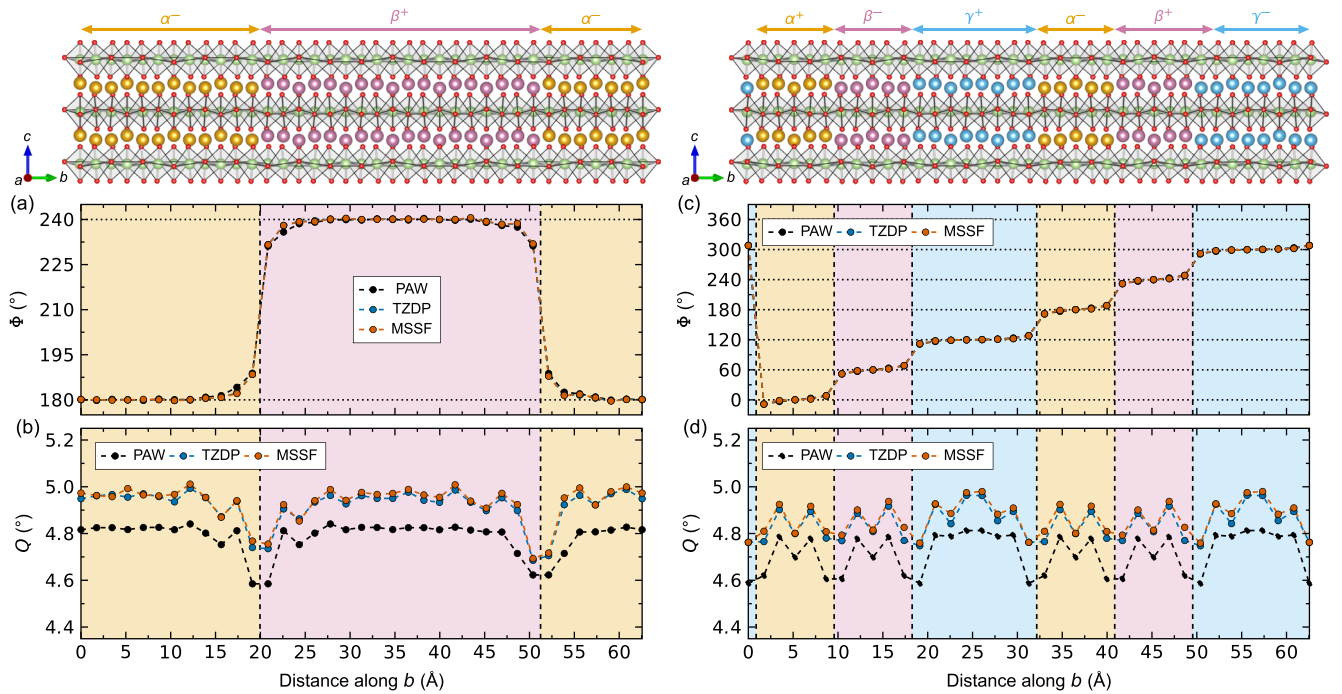 α⁻ β⁺ α⁻
c
a b
(a)
240
225
210
195
180
Φ (°)
PAW
TZDP
MSSF
(b)
5.2
5.0
4.8
4.6
4.4
Q (°)
PAW TZDP MSSF
0 5 10 15 20 25 30 35 40 45 50 55 60
Distance along b (Å)
α⁺ β⁻ γ⁺ α⁻ β⁺ γ⁻
c
a b
(c)
360
300
240
180
120
60
0
Φ (°)
PAW TZDP MSSF
(d)
5.2
5.0
4.8
4.6
4.4
Q (°)
PAW TZDP MSSF
0 5 10 15 20 25 30 35 40 45 50 55 60
Distance along b (Å)